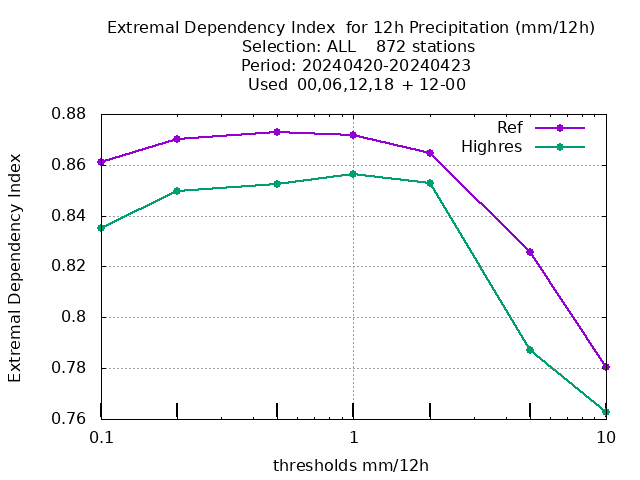 Extremal Dependency Index  for 12h Precipitation (mm/12h)
Selection: ALL    872 stations
Period: 20240420-20240423
Used  00,06,12,18  + 12-00
Ref
Highres
0.88
0.86
0.84
0.82
0.8
0.78
0.76
Extremal Dependency Index
0.1
1
10
thresholds mm/12h